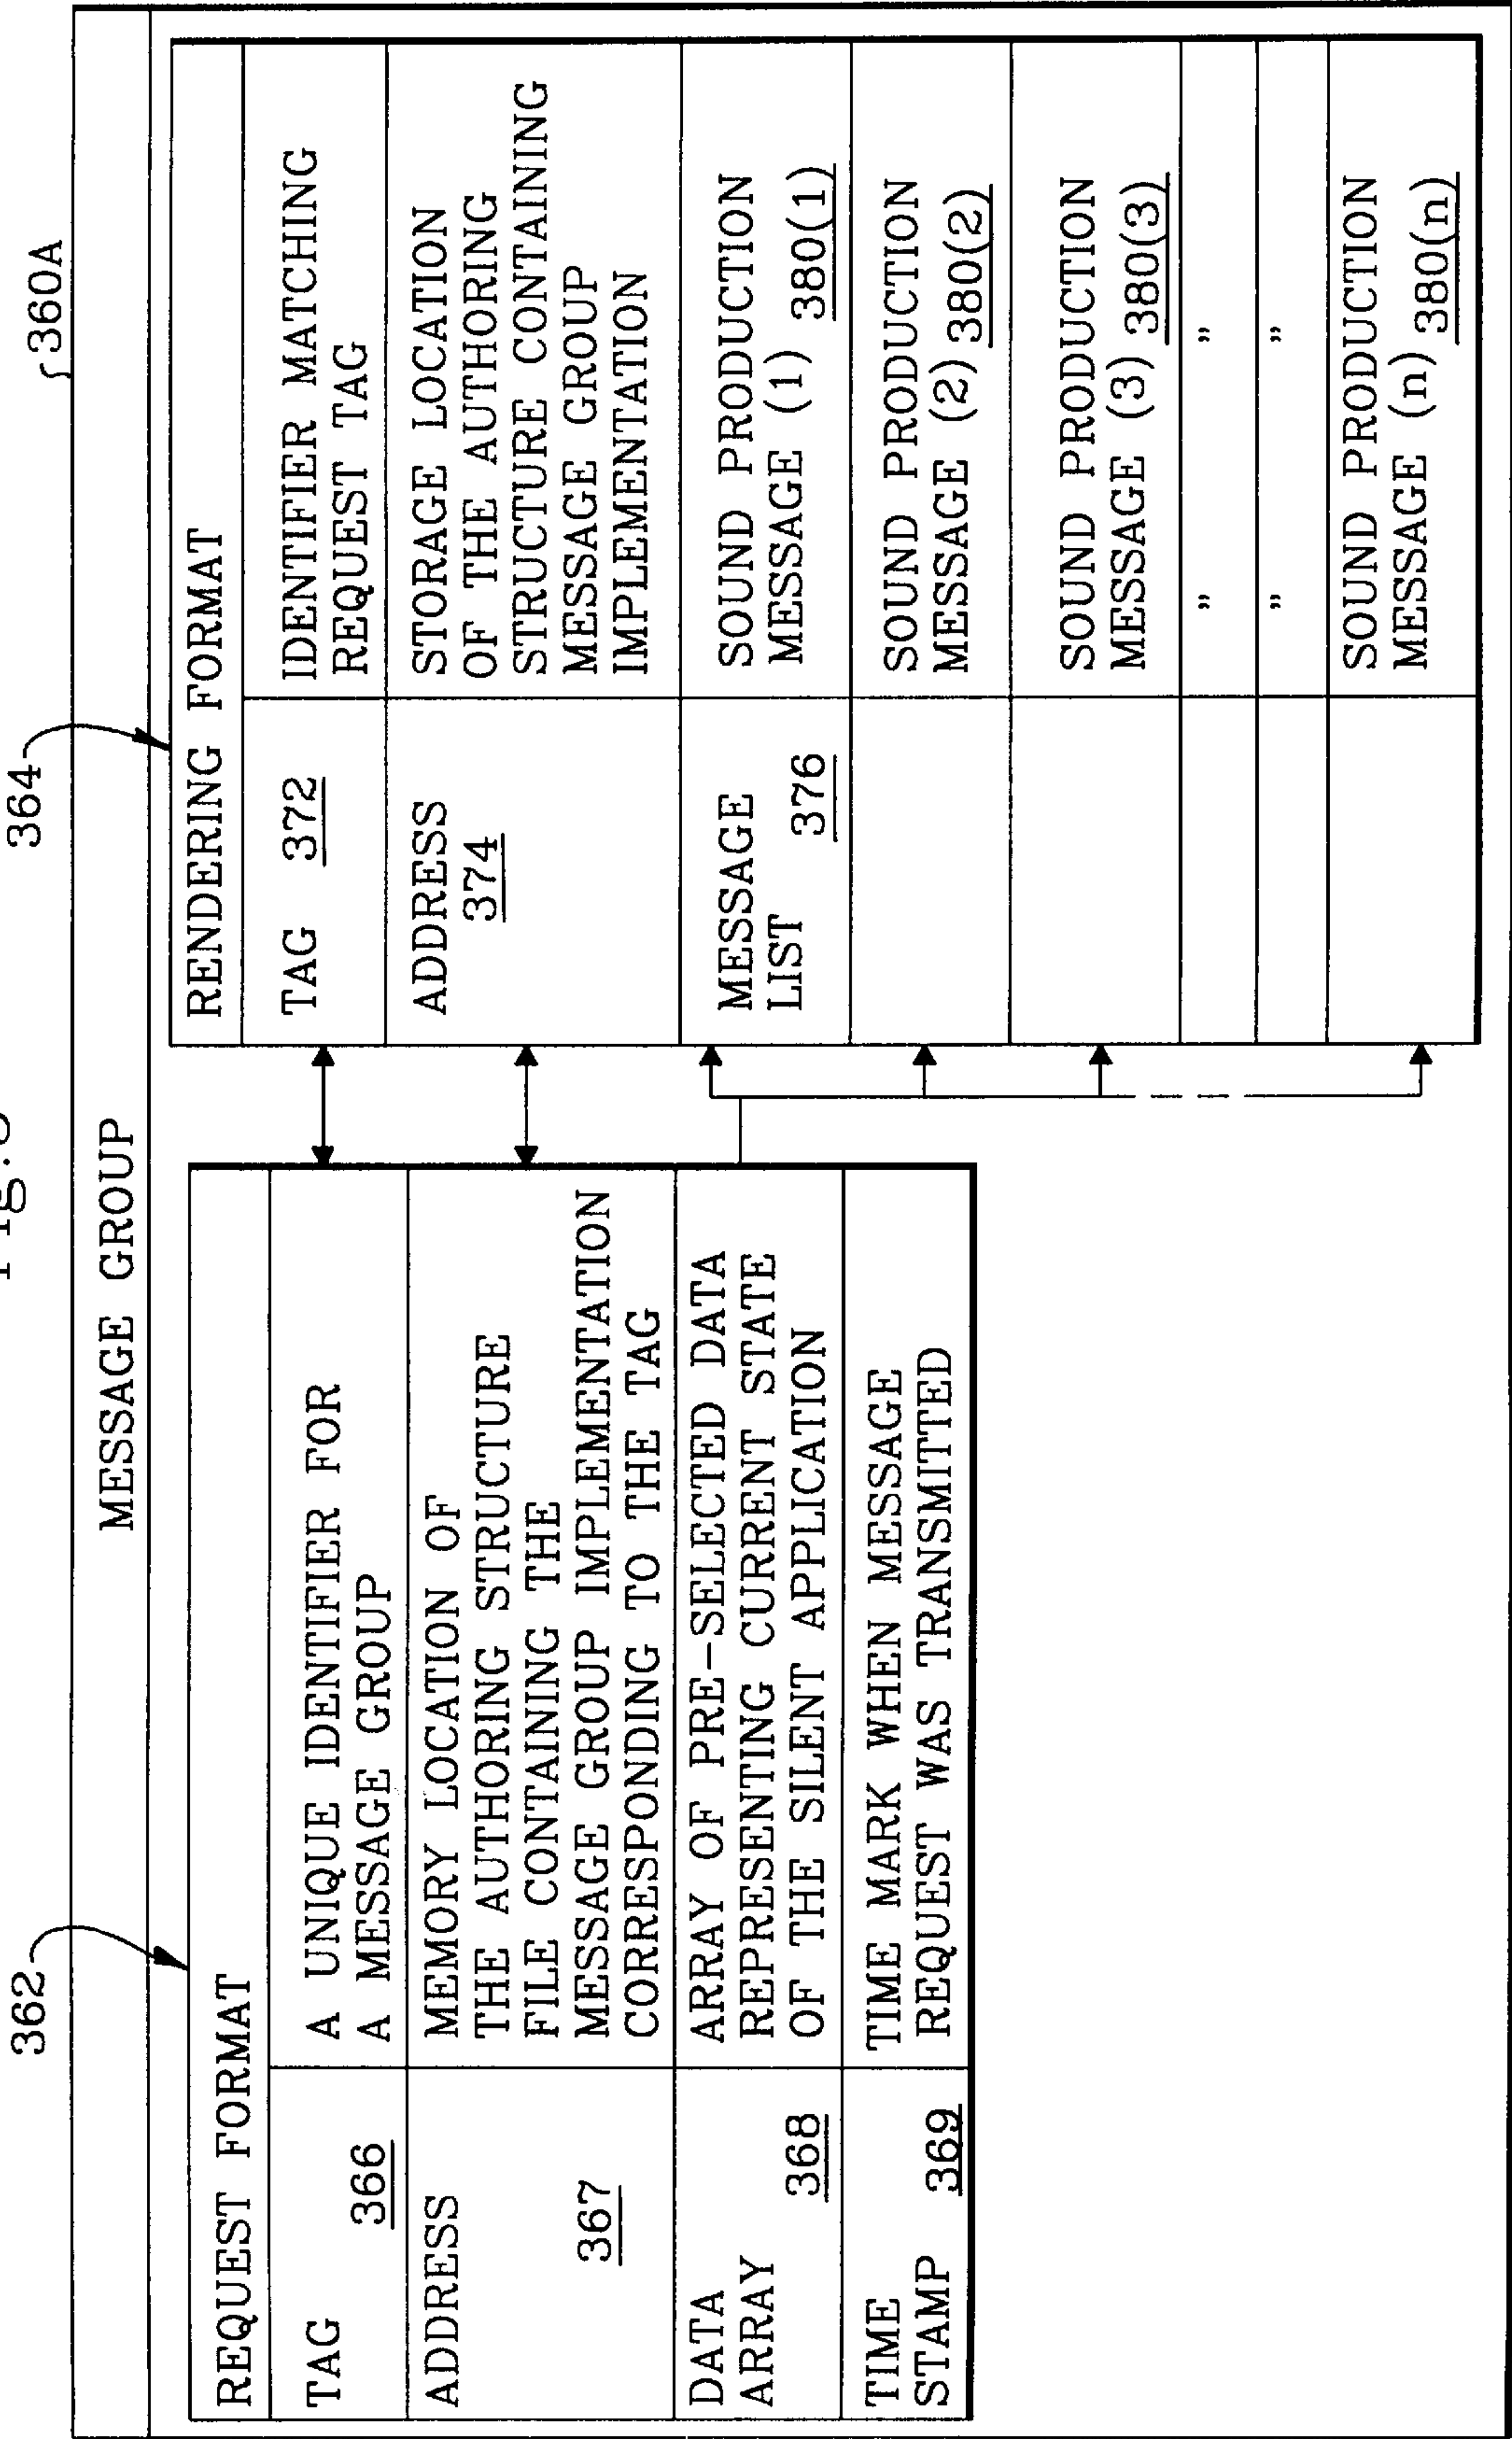 362
364
360A
MESSAGE GROUP
REQUEST FORMAT
TAG 366
A UNIQUE IDENTIFIER FOR
A MESSAGE GROUP
ADDRESS
367
MEMORY LOCATION OF
THE AUTHORING STRUCTURE
FILE CONTAINING THE
MESSAGE GROUP IMPLEMENTATION
CORRESPONDING TO THE TAG
DATA
ARRAY 368
ARRAY OF PRE-SELECTED DATA
REPRESENTING CURRENT STATE
OF THE SILENT APPLICATION
TIME
STAMP 369
TIME MARK WHEN MESSAGE
REQUEST WAS TRANSMITTED
RENDERING FORMAT
TAG 372
IDENTIFIER MATCHING
REQUEST TAG
ADDRESS
374
STORAGE LOCATION
OF THE AUTHORING
STRUCTURE CONTAINING
MESSAGE GROUP
IMPLEMENTATION
MESSAGE
LIST 376
SOUND PRODUCTION
MESSAGE (1) 380(1)
SOUND PRODUCTION
MESSAGE (2) 380(2)
SOUND PRODUCTION
MESSAGE (3) 380(3)
" "
" "
SOUND PRODUCTION
MESSAGE (n) 380(n)